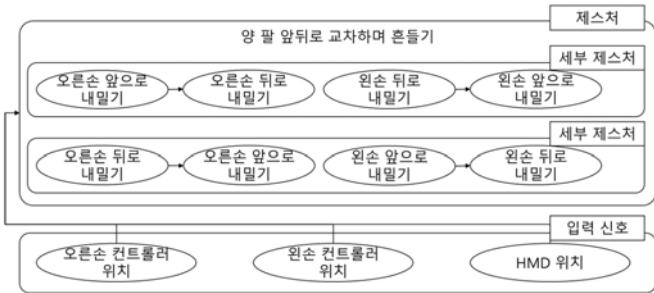 제스처
양 팔 앞뒤로 교차하며 흔들기
세부 제스처
오른손 앞으로
내밀기
오른손 뒤로
내밀기
왼손 뒤로
내밀기
왼손 앞으로
내밀기
세부 제스처
오른손 뒤로
내밀기
오른손 앞으로
내밀기
왼손 앞으로
내밀기
왼손 뒤로
내밀기
입력 신호
오른손 컨트롤러
위치
왼손 컨트롤러
위치
HMD 위치